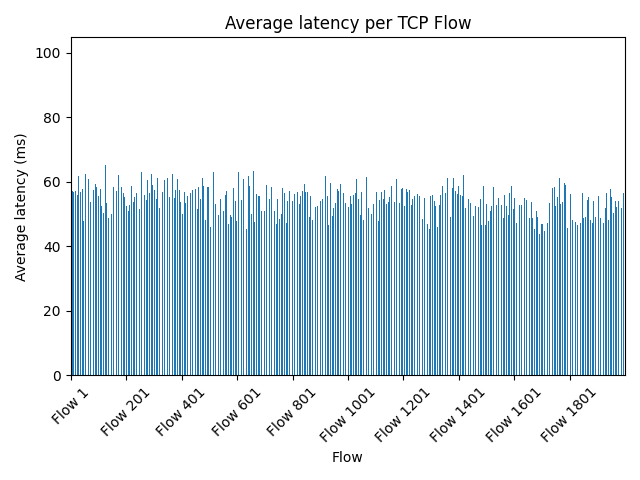 Average latency per TCP Flow
Average latency (ms)
100
80
60
40
20
0
Flow 1
Flow 201
Flow 401
Flow 601
Flow 801
Flow 1001
Flow 1201
Flow 1401
Flow 1601
Flow 1801
Flow